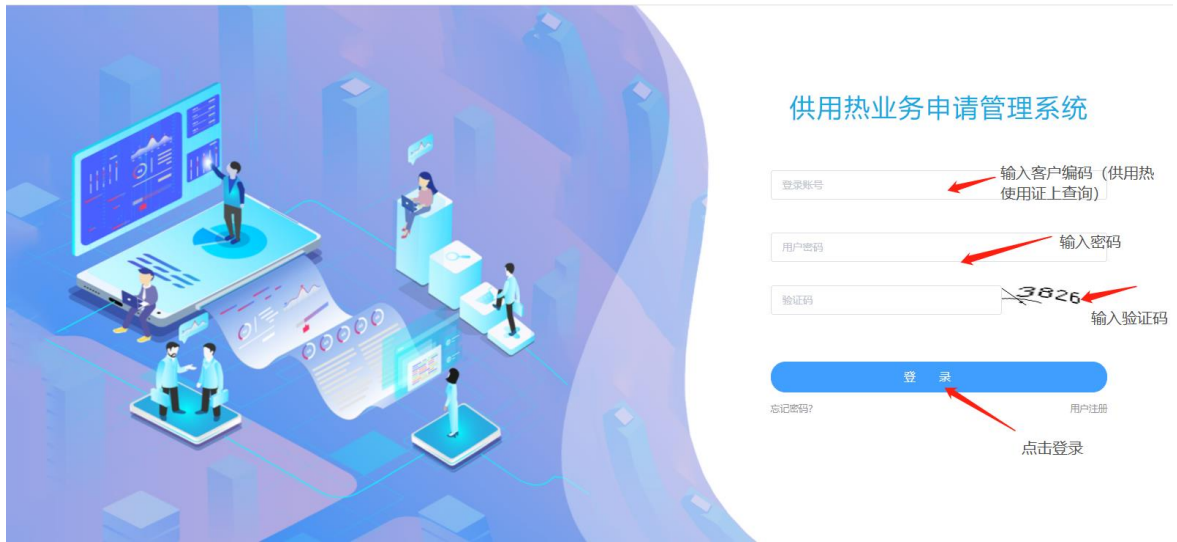 供用热业务申请管理系统
登录账号
输入客户编码（供用热
使用证上查询）
用户密码
输入密码
验证码
3826
输入验证码
登 录
忘记密码?
用户注册
点击登录